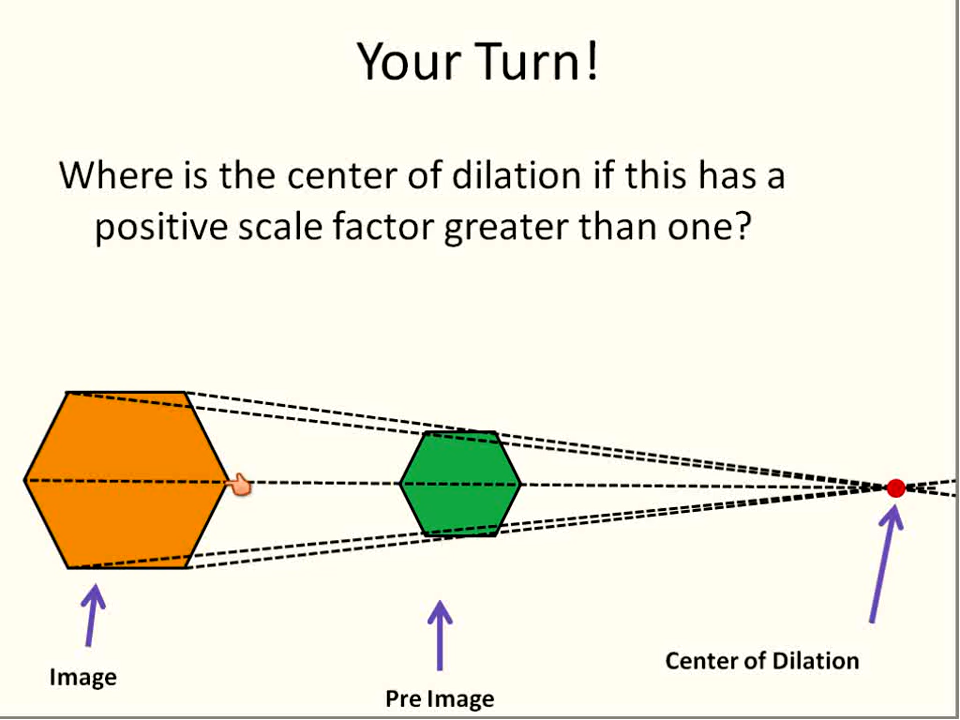 Your Turn!
Where is the center of dilation if this has a
positive scale factor greater than one?
Image
Pre Image
Center of Dilation